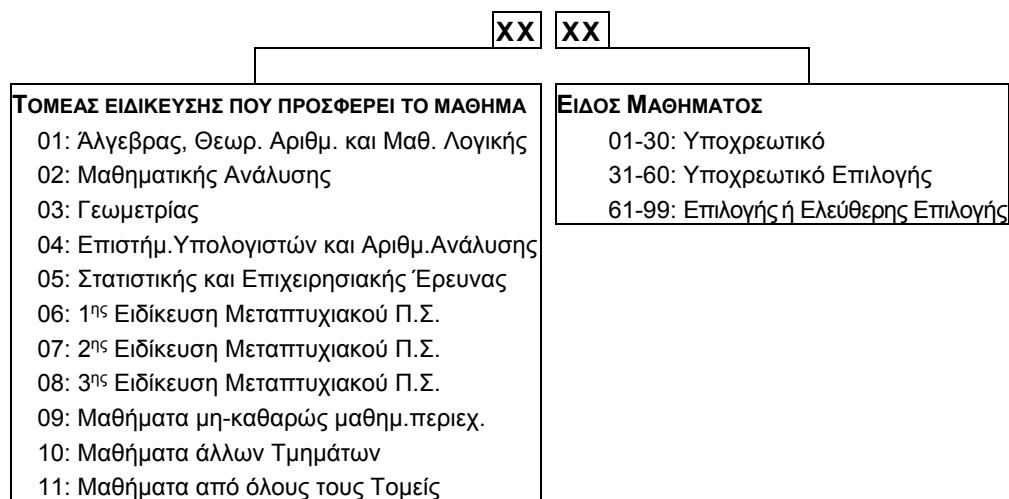 XX XX
ΤΟΜΕΑΣ ΕΙΔΙΚΕΥΣΗΣ ΠΟΥ ΠΡΟΣΦΕΡΕΙ ΤΟ ΜΑΘΗΜΑ
01: Άλγεβρας, Θεωρ. Αριθμ. και Μαθ. Λογικής
02: Μαθηματικής Ανάλυσης
03: Γεωμετρίας
04: Επιστήμ.Υπολογιστών και Αριθμ.Ανάλυσης
05: Στατιστικής και Επιχειρησιακής Έρευνας
06: 1ης Ειδίκευση Μεταπτυχιακού Π.Σ.
07: 2ης Ειδίκευση Μεταπτυχιακού Π.Σ.
08: 3ης Ειδίκευση Μεταπτυχιακού Π.Σ.
09: Μαθήματα μη-καθαρώς μαθημ.περιεχ.
10: Μαθήματα άλλων Τμημάτων
11: Μαθήματα από όλους τους Τομείς
ΕΙΔΟΣ ΜΑΘΗΜΑΤΟΣ
01-30: Υποχρεωτικό
31-60: Υποχρεωτικό Επιλογής
61-99: Επιλογής ή Ελεύθερης Επιλογής